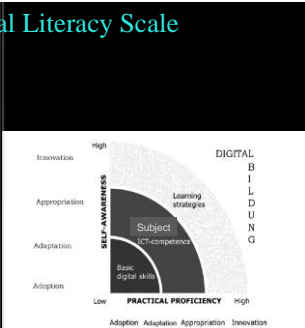 al Literacy Scale
High
Innovation
DIGITAL
B
I
L
D
U
N
G
Appropriation
SELF-AWARENESS
Learning
strategies
Subject
ICT-competence
Adaptation
Basic
digital skills
Adoption
Low
PRACTICAL PROFICIENCY
High
Adoption Adaptation Appropriation Innovation